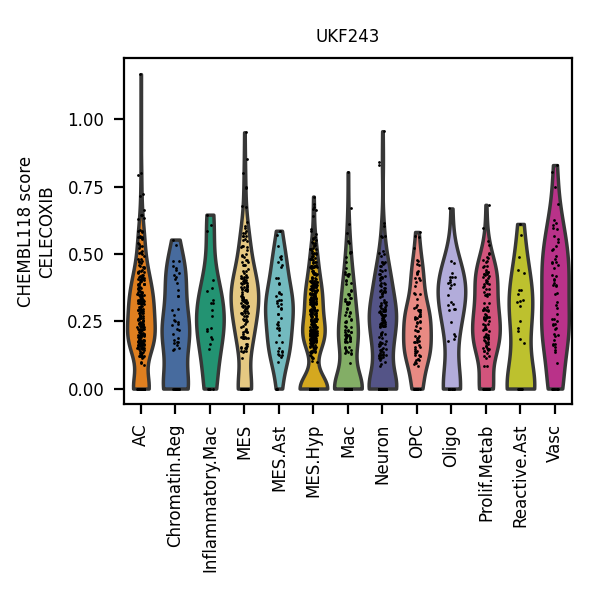 UKF243
CHEMBL118 score
CELECOXIB
1.00
0.75
0.50
0.25
0.00
AC
Chromatin.Reg
Inflammatory.Mac
MES
MES.Ast
MES.Hyp
Mac
Neuron
OPC
Oligo
Prolif.Metab
Reactive.Ast
Vasc